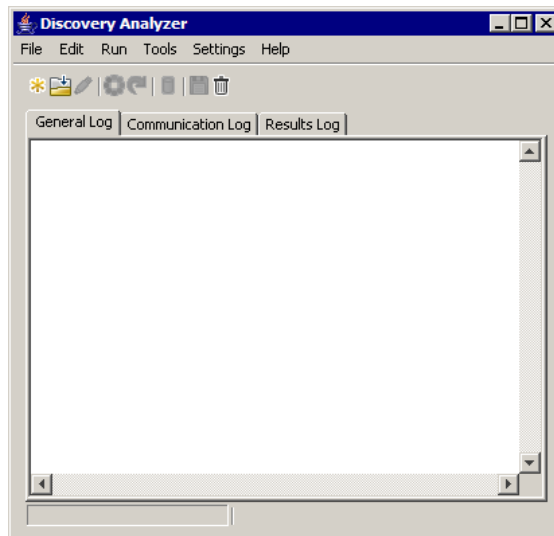 Discovery Analyzer
File Edit Run Tools Settings Help
General Log Communication Log Results Log